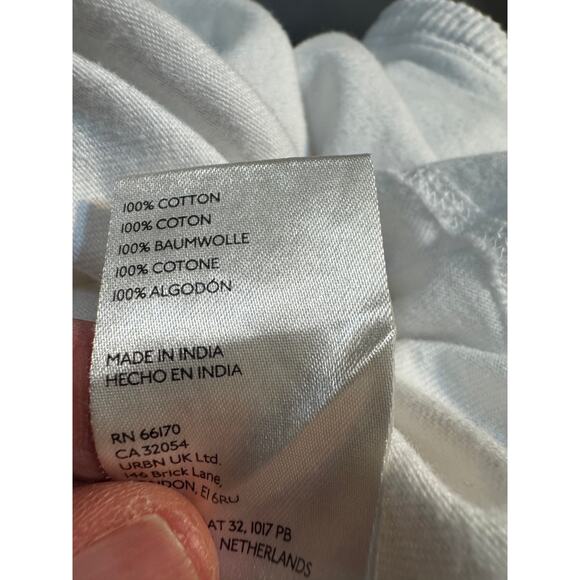 100% COTTON
100% COTON
100% BAUMWOLLE
100% COTONE
100% ALGODÓN
MADE IN INDIA
HECHO EN INDIA
RN 66170
CA 32054
URBN UK Ltd.
146 Brick Lane,
E1 6RU
32, 1017 PB
NETHERLANDS